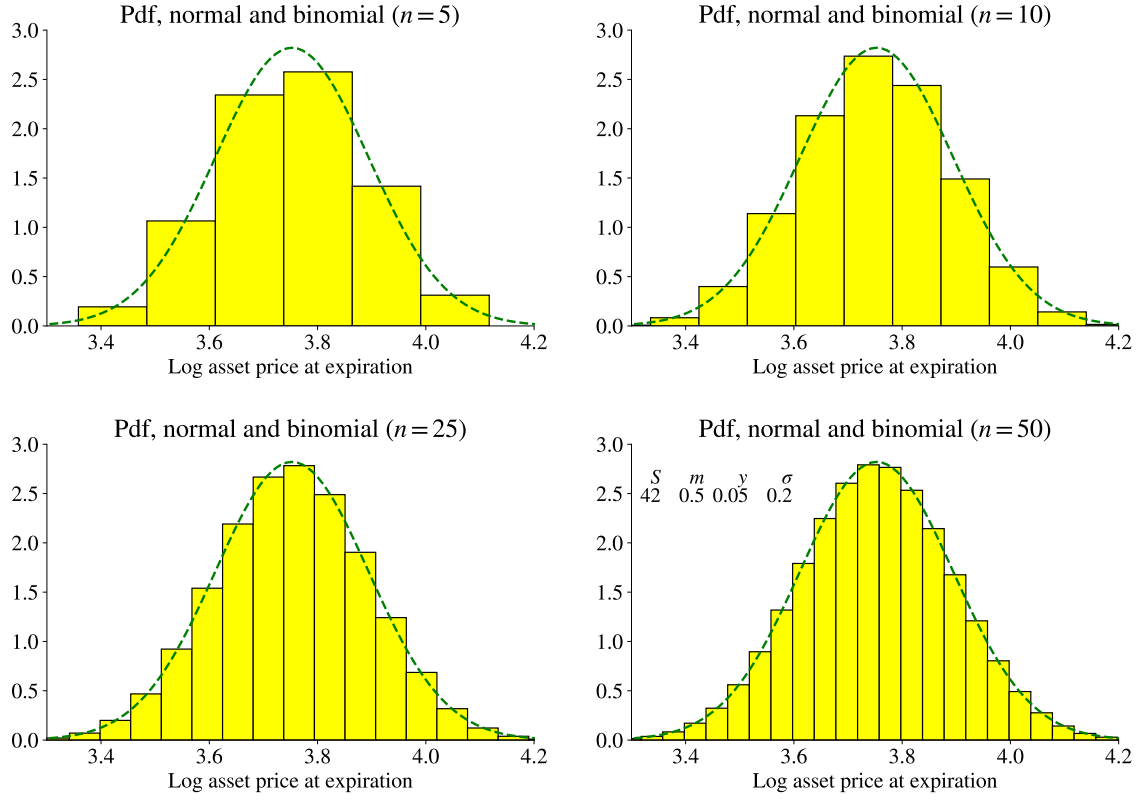 Pdf, normal and binomial (n = 5)
3.0
2.5
2.0
1.5
1.0
0.5
0.0
3.4 3.6 3.8 4.0 4.2
Log asset price at expiration
Pdf, normal and binomial (n = 10)
3.0
2.5
2.0
1.5
1.0
0.5
0.0
3.4 3.6 3.8 4.0 4.2
Log asset price at expiration
Pdf, normal and binomial (n = 25)
3.0
2.5
2.0
1.5
1.0
0.5
0.0
3.4 3.6 3.8 4.0 4.2
Log asset price at expiration
Pdf, normal and binomial (n = 50)
3.0
2.5
2.0
1.5
1.0
0.5
0.0
S m y σ
42 0.5 0.05 0.2
3.4 3.6 3.8 4.0 4.2
Log asset price at expiration